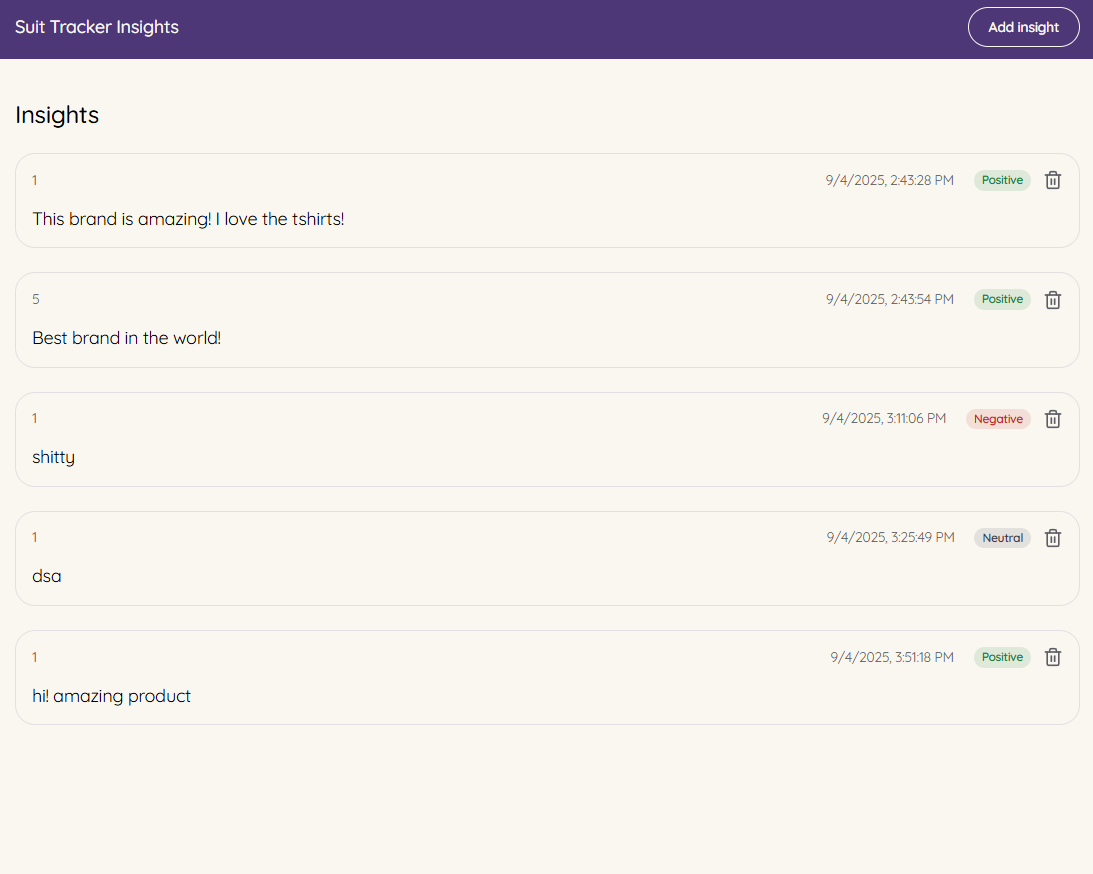 Suit Tracker Insights
Add insight
Insights
1
9/4/2025, 2:43:28 PM
Positive
This brand is amazing! I love the tshirts!
5
9/4/2025, 2:43:54 PM
Positive
Best brand in the world!
1
9/4/2025, 3:11:06 PM
Negative
shitty
1
9/4/2025, 3:25:49 PM
Neutral
dsa
1
9/4/2025, 3:51:18 PM
Positive
hi! amazing product